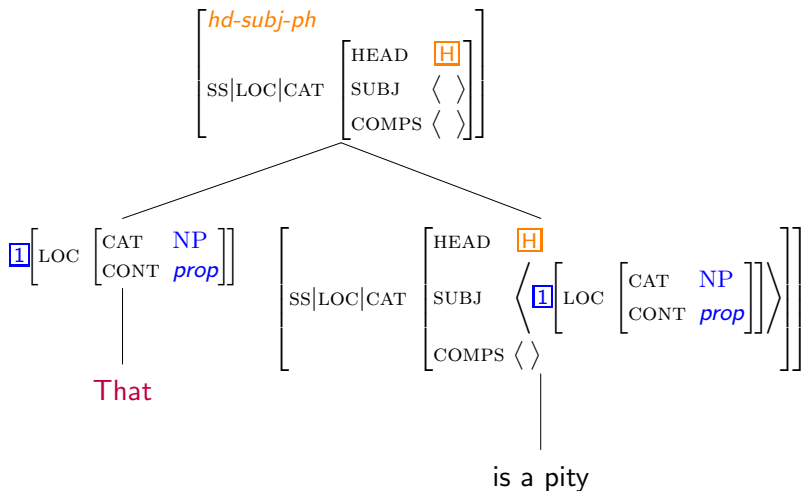 hd-subj-ph
HEAD H
SS|LOC|CAT SUBJ ⟨ ⟩
COMPS ⟨ ⟩
1 LOC CAT NP
CONT prop
HEAD H
SS|LOC|CAT SUBJ ⟨ 1 LOC CAT NP
CONT prop ⟩
COMPS ⟨ ⟩
That
is a pity